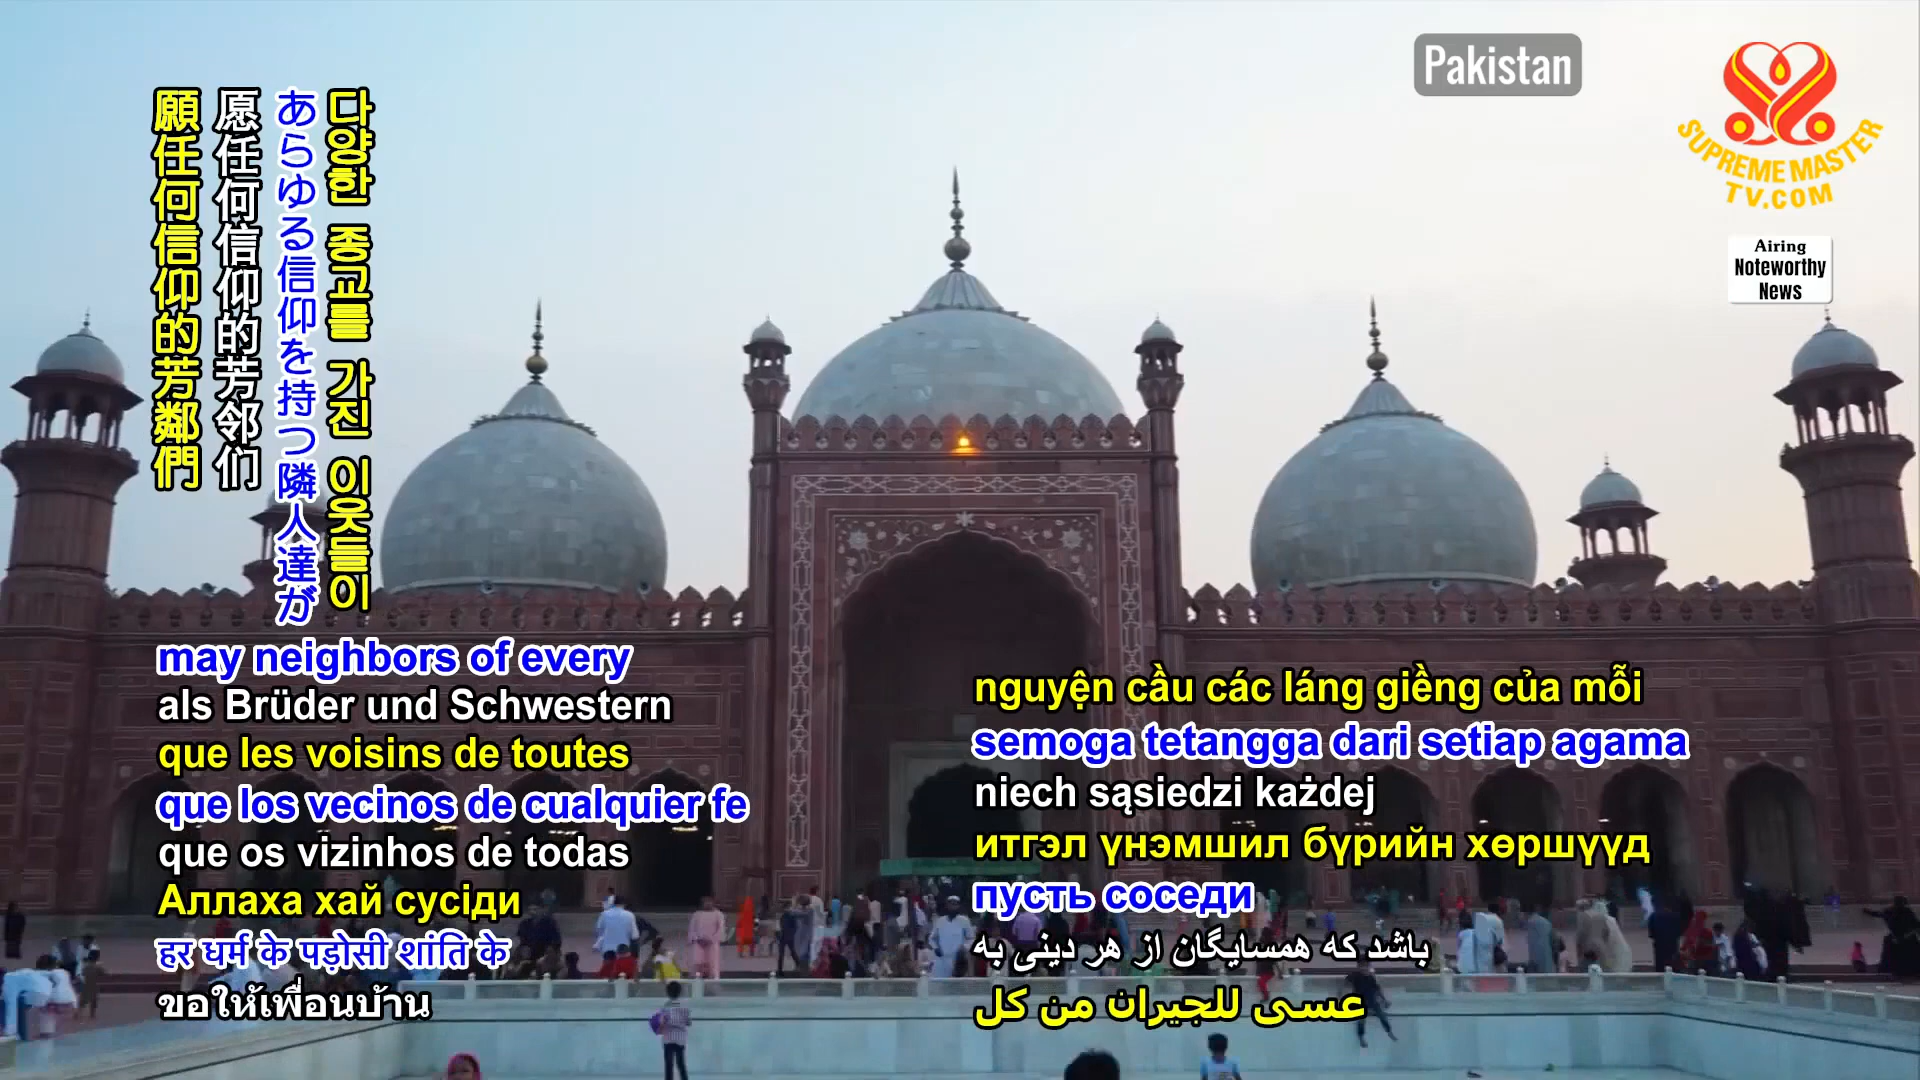 Pakistan
SUPREME MASTER
TV.COM
Airing
Noteworthy
News
다양한 종교를 가진 이웃들이
あらゆる信仰を持つ隣人達が
愿任何信仰的芳邻们
願任何信仰的芳鄰們
may neighbors of every
als Brüder und Schwestern
que les voisins de toutes
que los vecinos de cualquier fe
que os vizinhos de todas
Аллаха хай сусіди
हर धर्म के पड़ोसी शांति के
ขอให้เพื่อนบ้าน
nguyện cầu các láng giềng của mỗi
semoga tetangga dari setiap agama
niech sąsiedzi każdej
итгэл үнэмшил бүрийн хөршүүд
пусть соседи
باشد که همسایگان از هر دینی به
عسى للجيران من كل